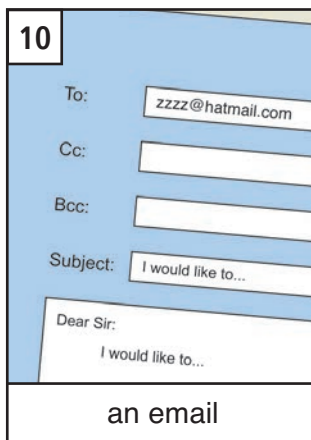 10
To: zzzz@hatmail.com
Cc:
Bcc:
Subject: I would like to...
Dear Sir:
I would like to...
an email